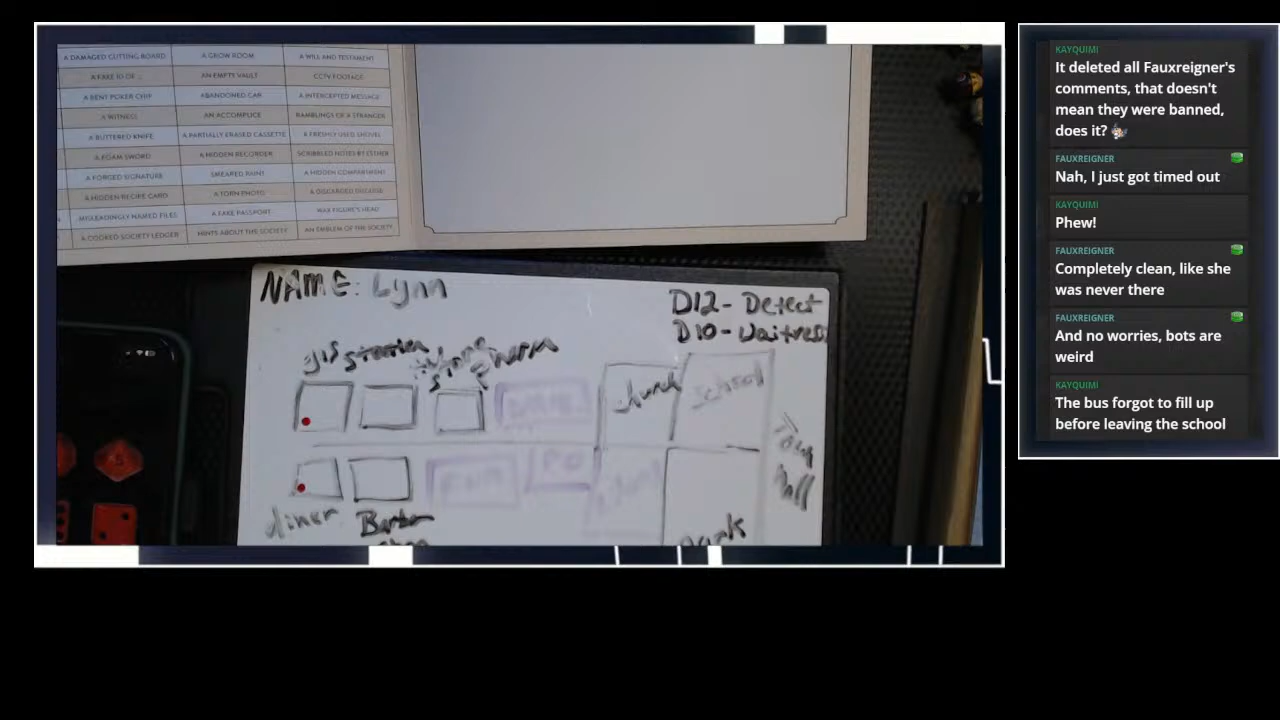 A DAMAGED CUTTING BOARD A GROW ROOM A WILL AND TESTAMENT
A FAKE ID OF ... AN EMPTY VAULT CCTV FOOTAGE
A BENT POKER CHIP ABANDONED CAR A INTERCEPTED MESSAGE
A WITNESS AN ACCOMPLICE RAMBLINGS OF A STRANGER
A BUTTERED KNIFE A PARTIALLY ERASED CASSETTE A FRESHLY USED SHOVEL
A FOAM SWORD A HIDDEN RECORDER SCRIBBLED NOTES BY ESTHER
A FORGED SIGNATURE SMEARED PAINT A HIDDEN COMPARTMENT
A HIDDEN RECIPE CARD A TORN PHOTO A DISCARDED DISGUISE
MISLEADINGLY NAMED FILES A FAKE PASSPORT WAX FIGURE'S HEAD
A COOKED SOCIETY LEDGER HINTS ABOUT THE SOCIETY AN EMBLEM OF THE SOCIETY
NAME: Lynn
D12- Detect
D10- Waitress
gas station
church
school
Town
Hall
PO
diner
Barber
park
KAYQUIMI
It deleted all Fauxreigner's
comments, that doesn't
mean they were banned,
does it?
FAUXREIGNER
Nah, I just got timed out
KAYQUIMI
Phew!
FAUXREIGNER
Completely clean, like she
was never there
FAUXREIGNER
And no worries, bots are
weird
KAYQUIMI
The bus forgot to fill up
before leaving the school